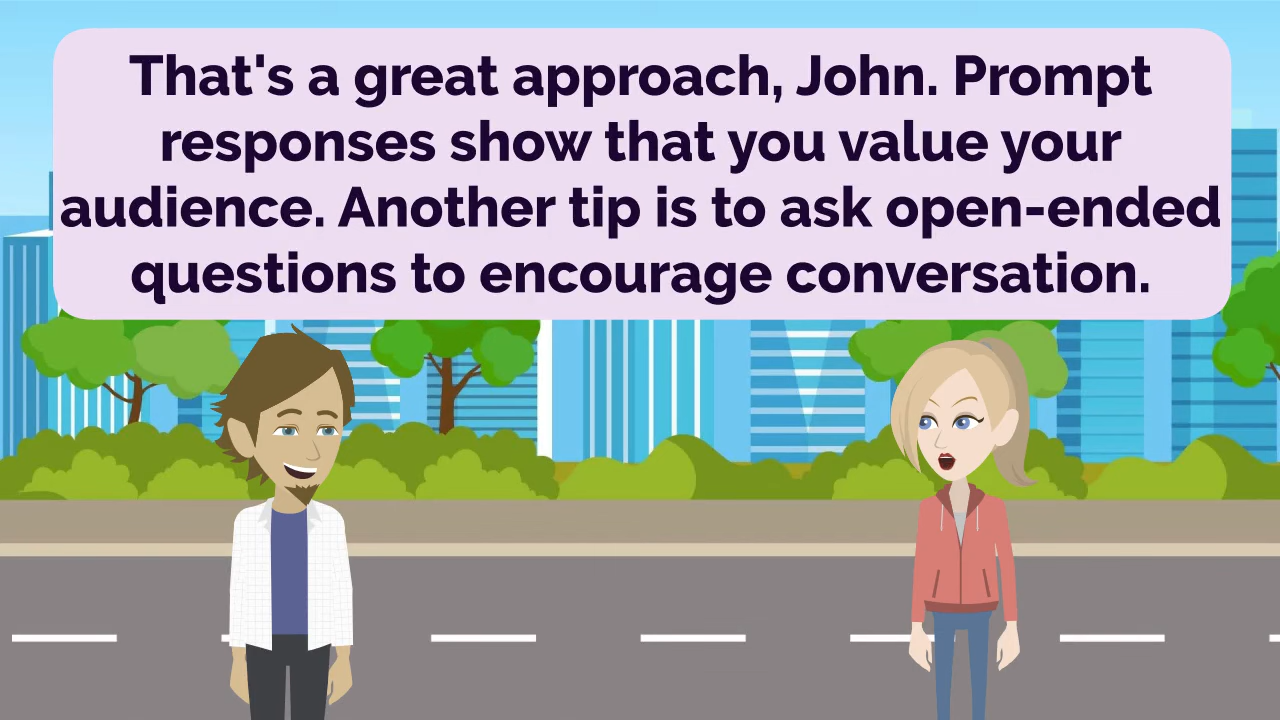 That's a great approach, John. Prompt
responses show that you value your
audience. Another tip is to ask open-ended
questions to encourage conversation.